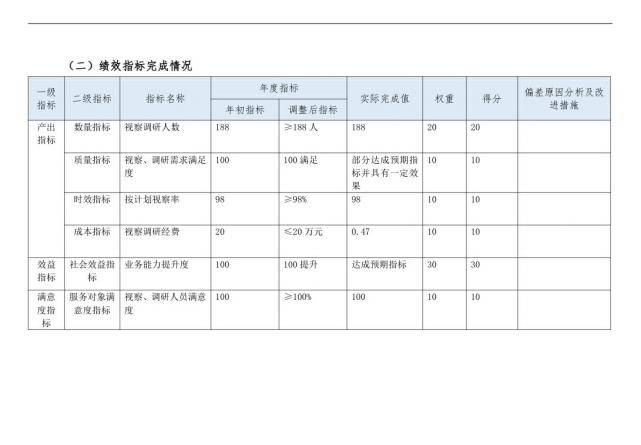 （二）绩效指标完成情况
一级指标 二级指标 指标名称 年度指标 实际完成值 权重 得分 偏差原因分析及改进措施
年初指标 调整后指标
产出指标 数量指标 视察调研人数 188 ≥188 人 188 20 20
质量指标 视察、调研需求满足度 100 100 满足 部分达成预期指标并具有一定效果 10 10
时效指标 按计划视察率 98 ≥98% 98 10 10
成本指标 视察调研经费 20 ≤20 万元 0.47 10 10
效益指标 社会效益指标 业务能力提升度 100 100 提升 达成预期指标 30 30
满意度指标 服务对象满意度指标 视察、调研人员满意度 100 ≥100% 100 10 10